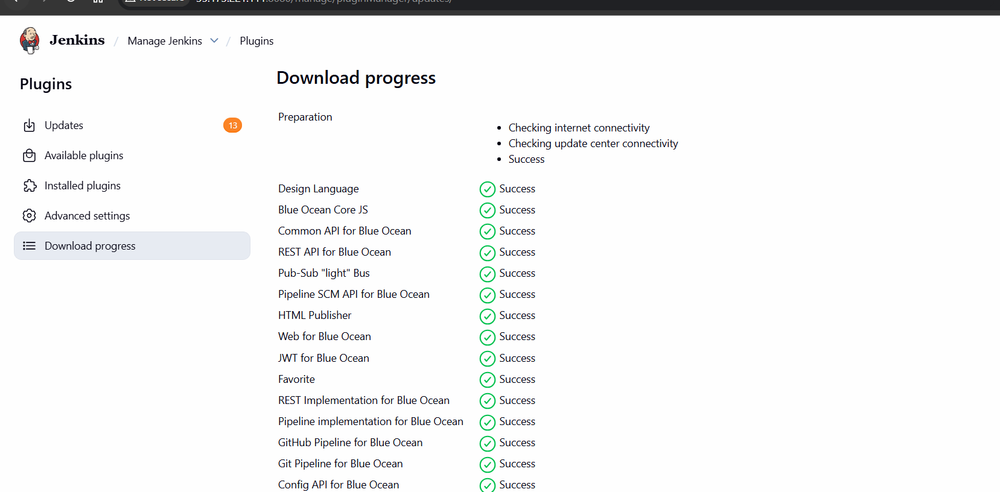 Jenkins / Manage Jenkins / Plugins
Plugins
Updates 13
Available plugins
Installed plugins
Advanced settings
Download progress
Download progress
Preparation
• Checking internet connectivity
• Checking update center connectivity
• Success
Design Language Success
Blue Ocean Core JS Success
Common API for Blue Ocean Success
REST API for Blue Ocean Success
Pub-Sub "light" Bus Success
Pipeline SCM API for Blue Ocean Success
HTML Publisher Success
Web for Blue Ocean Success
JWT for Blue Ocean Success
Favorite Success
REST Implementation for Blue Ocean Success
Pipeline implementation for Blue Ocean Success
GitHub Pipeline for Blue Ocean Success
Git Pipeline for Blue Ocean Success
Config API for Blue Ocean Success